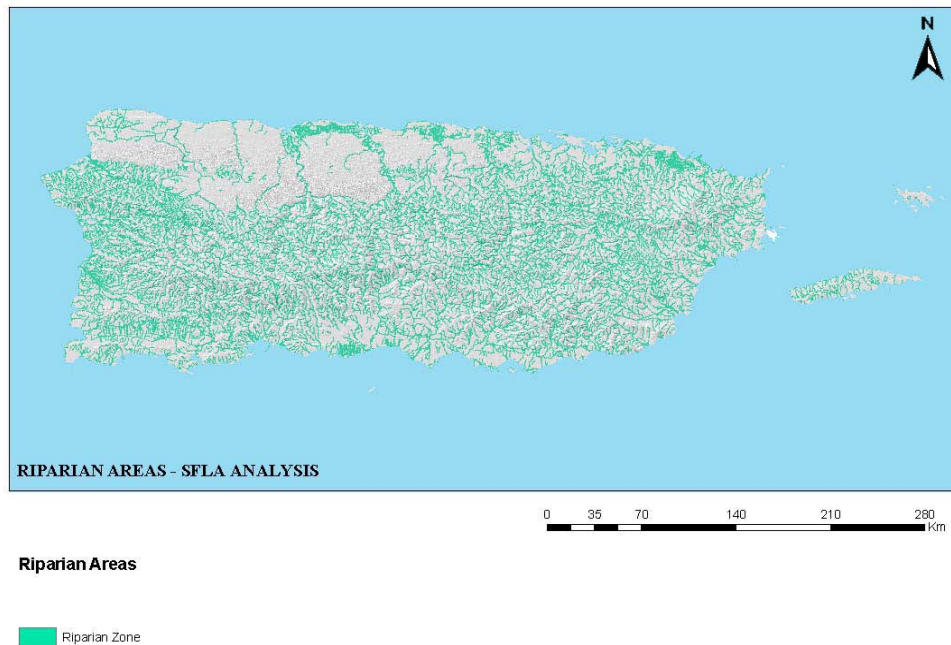 N
RIPARIAN AREAS - SFLA ANALYSIS
0 35 70 140 210 280
Km
Riparian Areas
Riparian Zone